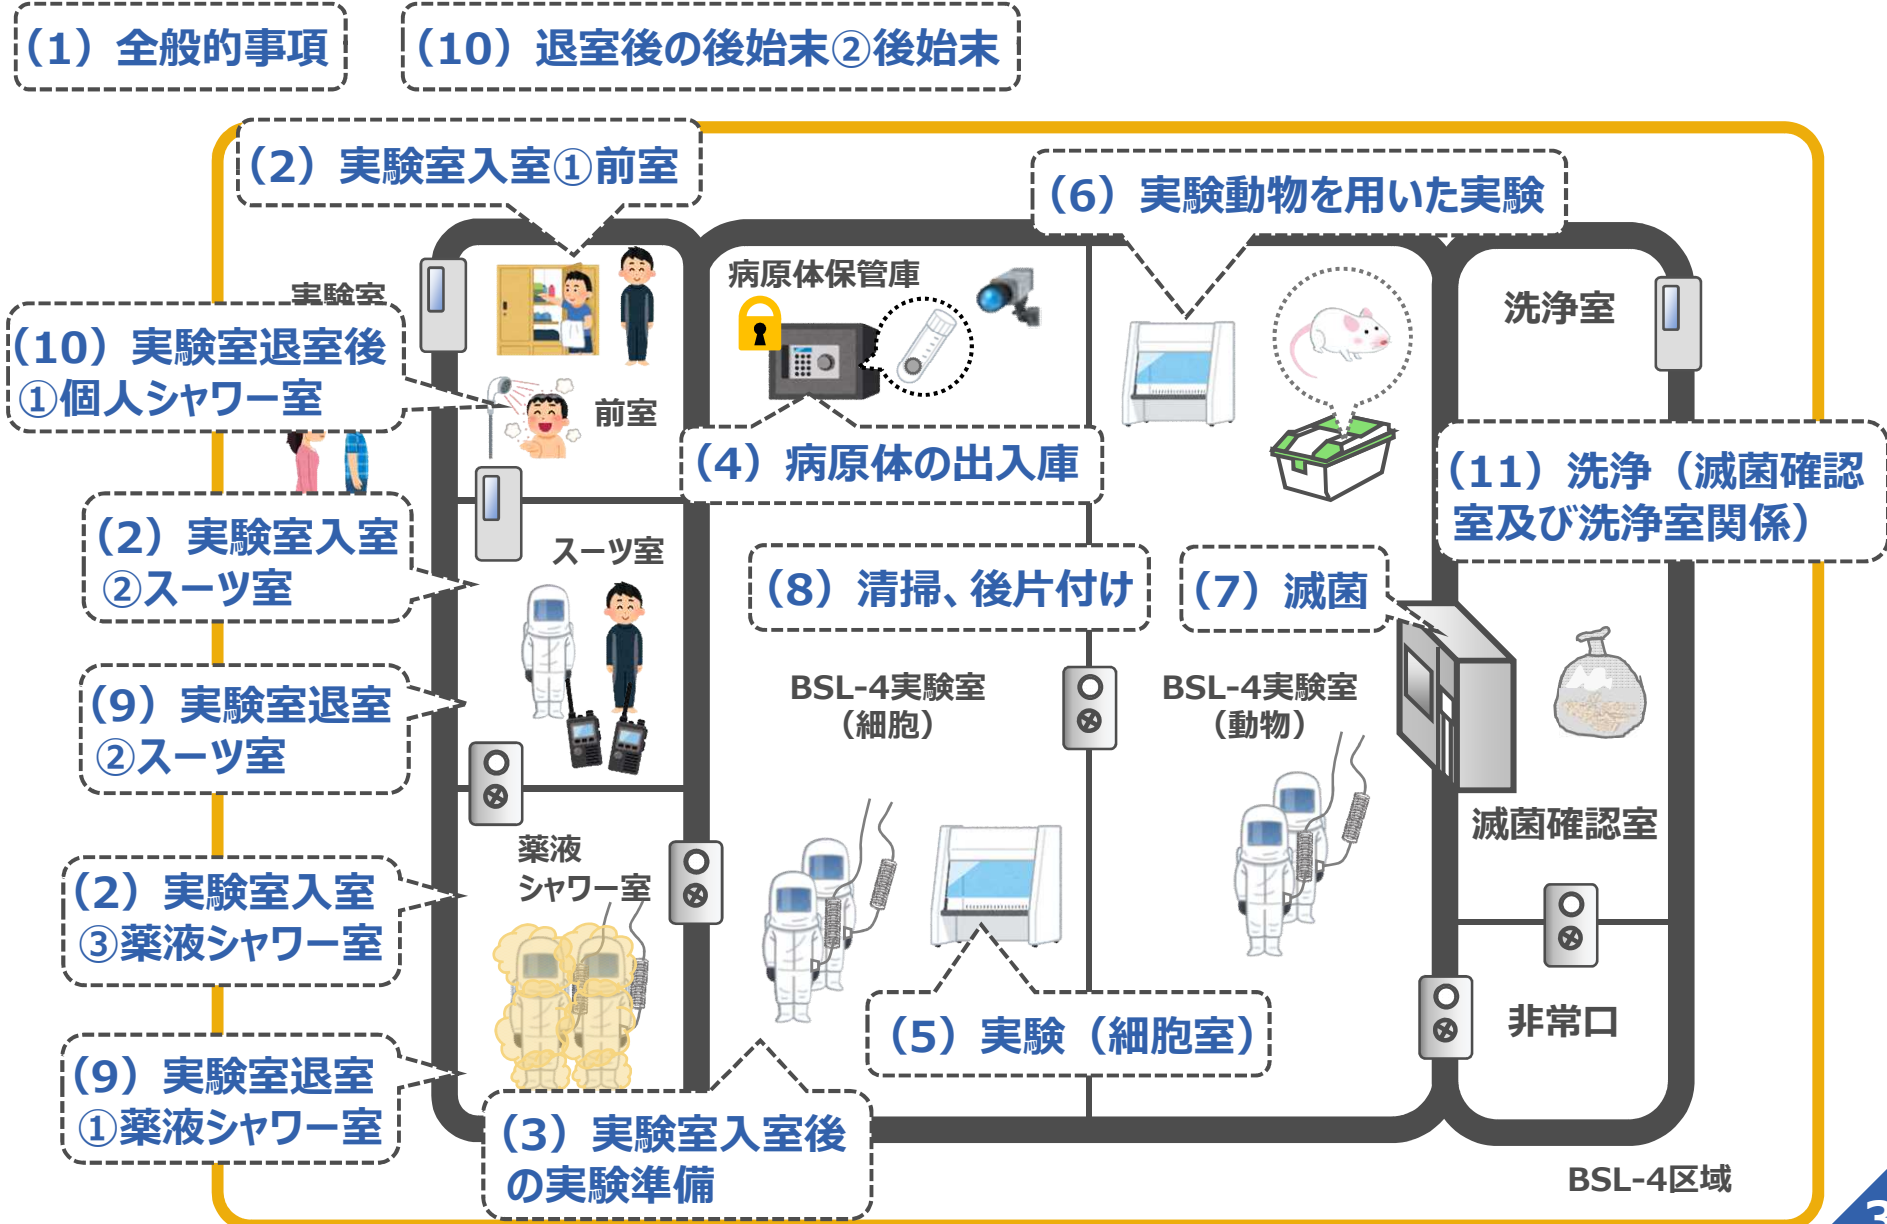 （1）全般的事項
（10）退室後の後始末②後始末
（2）実験室入室①前室
（6）実験動物を用いた実験
病原体保管庫
洗浄室
実験室
（10）実験室退室後
①個人シャワー室
前室
（4）病原体の出入庫
（11）洗浄（滅菌確認
室及び洗浄室関係）
（2）実験室入室
②スーツ室
スーツ室
（8）清掃、後片付け
（7）滅菌
（9）実験室退室
②スーツ室
BSL-4実験室
（細胞）
BSL-4実験室
（動物）
滅菌確認室
薬液
シャワー室
（2）実験室入室
③薬液シャワー室
（5）実験（細胞室）
非常口
（9）実験室退室
①薬液シャワー室
（3）実験室入室後
の実験準備
BSL-4区域